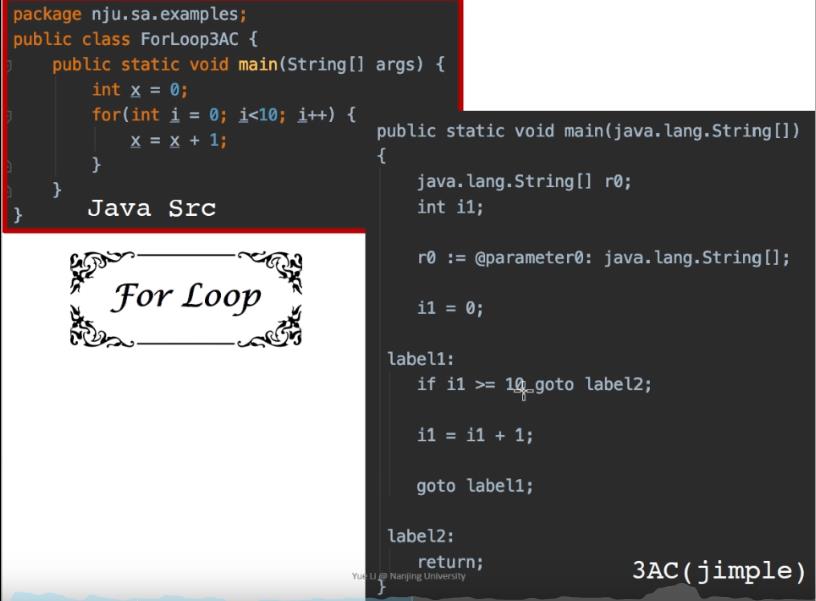 package nju.sa.examples;
public class ForLoop3AC {
public static void main(String[] args) {
int x = 0;
for(int i = 0; i<10; i++) {
x = x + 1;
}
}
}
Java Src
For Loop
public static void main(java.lang.String[])
{
java.lang.String[] r0;
int i1;
r0 := @parameter0: java.lang.String[];
i1 = 0;
label1:
if i1 >= 10 goto label2;
i1 = i1 + 1;
goto label1;
label2:
return;
}
3AC(jimple)
Yue Li @ Nanjing University